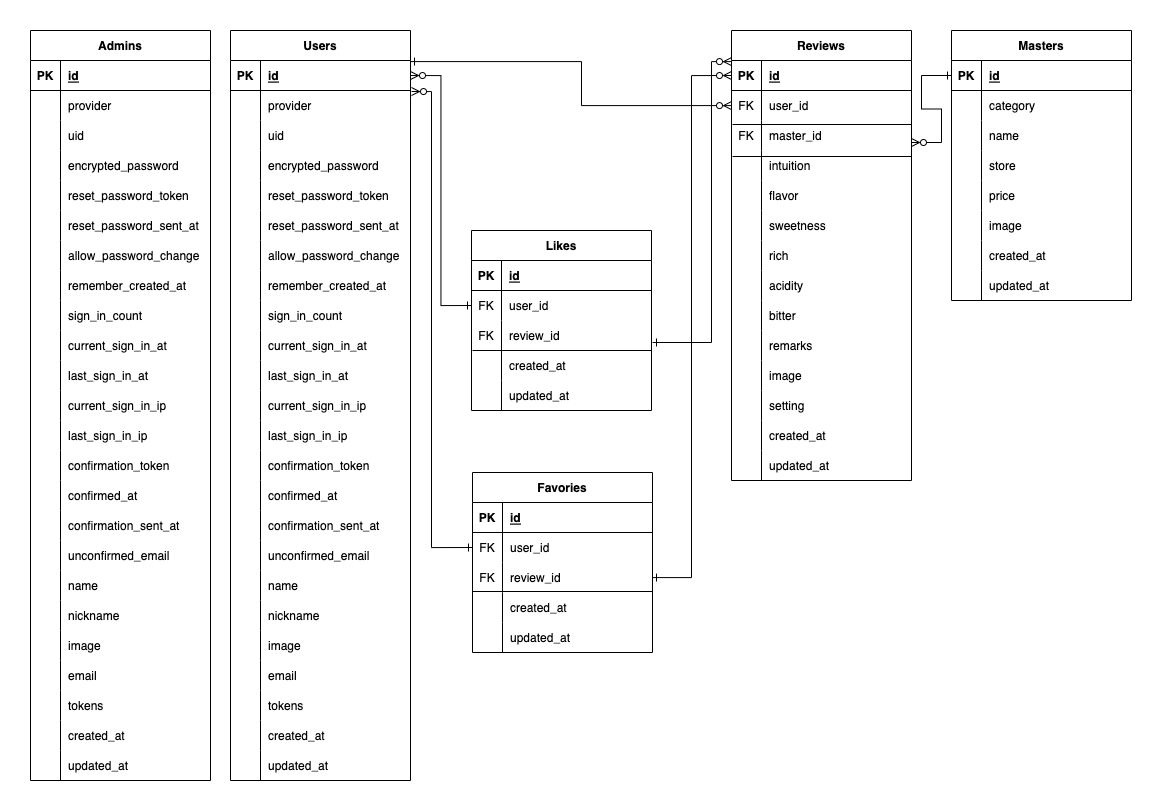 Admins
PK id
provider
uid
encrypted_password
reset_password_token
reset_password_sent_at
allow_password_change
remember_created_at
sign_in_count
current_sign_in_at
last_sign_in_at
current_sign_in_ip
last_sign_in_ip
confirmation_token
confirmed_at
confirmation_sent_at
unconfirmed_email
name
nickname
image
email
tokens
created_at
updated_at
Users
PK id
provider
uid
encrypted_password
reset_password_token
reset_password_sent_at
allow_password_change
remember_created_at
sign_in_count
current_sign_in_at
last_sign_in_at
current_sign_in_ip
last_sign_in_ip
confirmation_token
confirmed_at
confirmation_sent_at
unconfirmed_email
name
nickname
image
email
tokens
created_at
updated_at
Likes
PK id
FK user_id
FK review_id
created_at
updated_at
Favories
PK id
FK user_id
FK review_id
created_at
updated_at
Reviews
PK id
FK user_id
FK master_id
intuition
flavor
sweetness
rich
acidity
bitter
remarks
image
setting
created_at
updated_at
Masters
PK id
category
name
store
price
image
created_at
updated_at